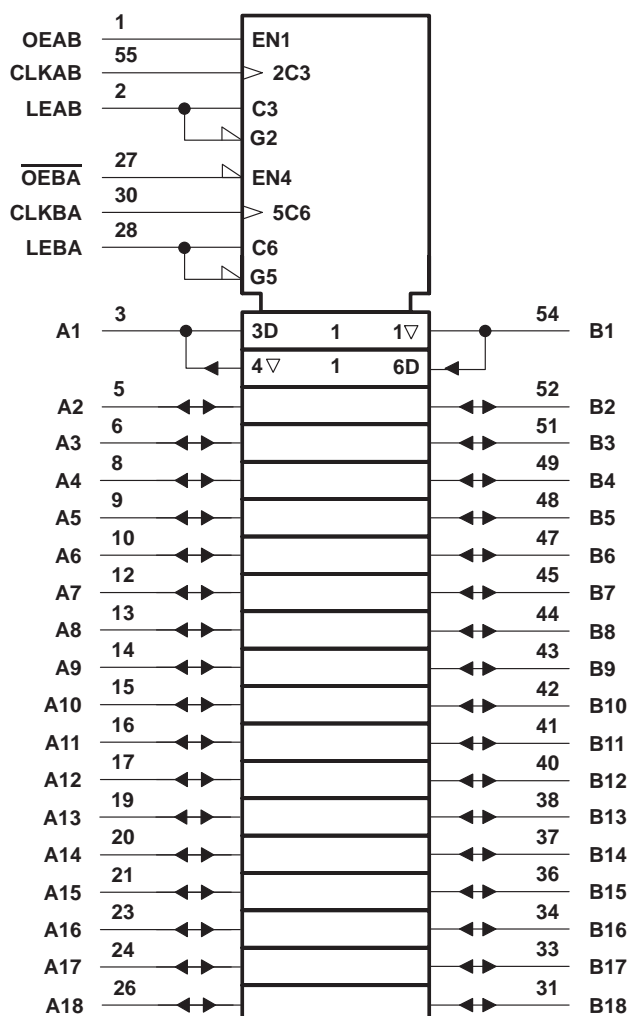 1
OEAB EN1
55
CLKAB 2C3
2
LEAB C3
G2
27
OEBA EN4
30
CLKBA 5C6
28
LEBA C6
G5
3 54
A1 3D 1 1▽ B1
4▽ 1 6D
5 52
A2 B2
6 51
A3 B3
8 49
A4 B4
9 48
A5 B5
10 47
A6 B6
12 45
A7 B7
13 44
A8 B8
14 43
A9 B9
15 42
A10 B10
16 41
A11 B11
17 40
A12 B12
19 38
A13 B13
20 37
A14 B14
21 36
A15 B15
23 34
A16 B16
24 33
A17 B17
26 31
A18 B18